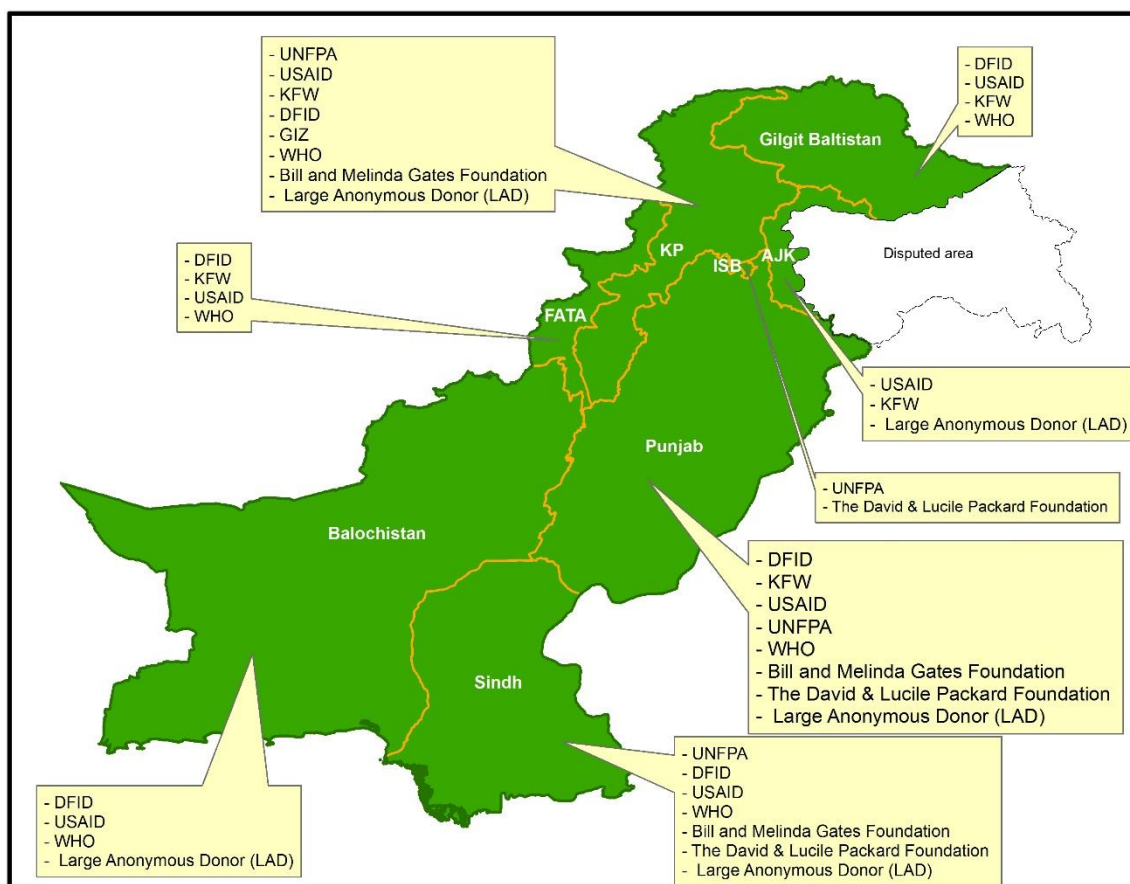 - UNFPA
- USAID
- KFW
- DFID
- GIZ
- WHO
- Bill and Melinda Gates Foundation
- Large Anonymous Donor (LAD)
- DFID
- USAID
- KFW
- WHO
Gilgit Baltistan
- DFID
- KFW
- USAID
- WHO
KP
ISB
AJK
Disputed area
FATA
- USAID
- KFW
- Large Anonymous Donor (LAD)
Punjab
- UNFPA
- The David & Lucile Packard Foundation
Balochistan
- DFID
- KFW
- USAID
- UNFPA
- WHO
- Bill and Melinda Gates Foundation
- The David & Lucile Packard Foundation
- Large Anonymous Donor (LAD)
Sindh
- UNFPA
- DFID
- USAID
- WHO
- Bill and Melinda Gates Foundation
- The David & Lucile Packard Foundation
- Large Anonymous Donor (LAD)
- DFID
- USAID
- WHO
- Large Anonymous Donor (LAD)